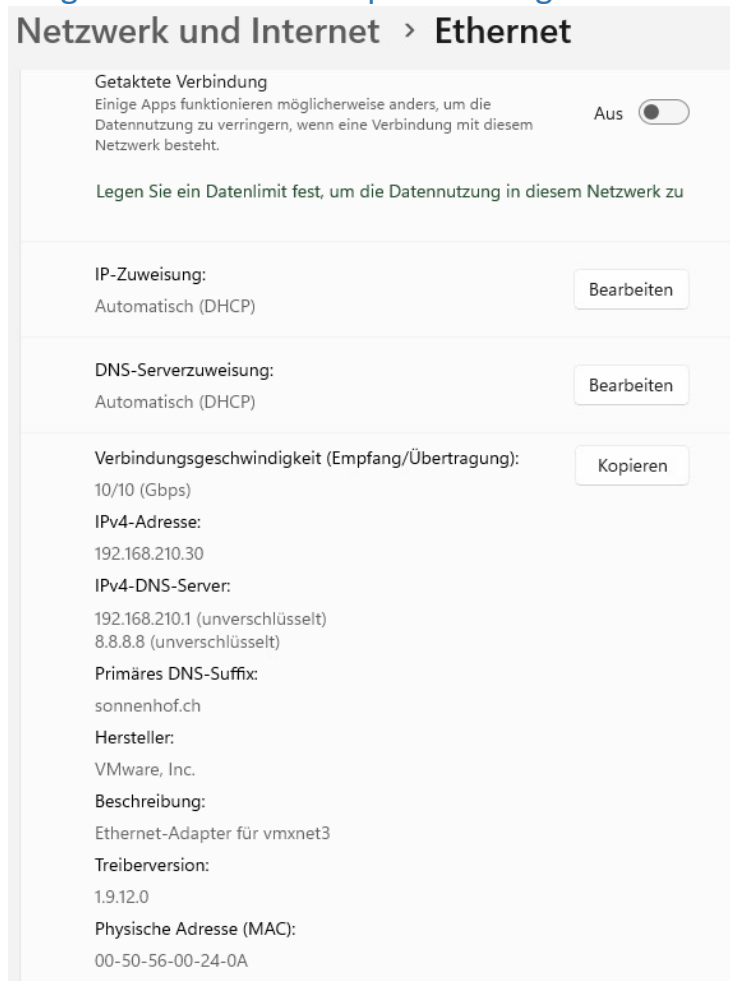 Netzwerk und Internet > Ethernet
Getaktete Verbindung
Einige Apps funktionieren möglicherweise anders, um die
Datennutzung zu verringern, wenn eine Verbindung mit diesem
Netzwerk besteht.
Aus
Legen Sie ein Datenlimit fest, um die Datennutzung in diesem Netzwerk zu
IP-Zuweisung:
Automatisch (DHCP)
Bearbeiten
DNS-Serverzuweisung:
Automatisch (DHCP)
Bearbeiten
Verbindungsgeschwindigkeit (Empfang/Übertragung):
Kopieren
10/10 (Gbps)
IPv4-Adresse:
192.168.210.30
IPv4-DNS-Server:
192.168.210.1 (unverschlüsselt)
8.8.8.8 (unverschlüsselt)
Primäres DNS-Suffix:
sonnenhof.ch
Hersteller:
VMware, Inc.
Beschreibung:
Ethernet-Adapter für vmxnet3
Treiberversion:
1.9.12.0
Physische Adresse (MAC):
00-50-56-00-24-0A